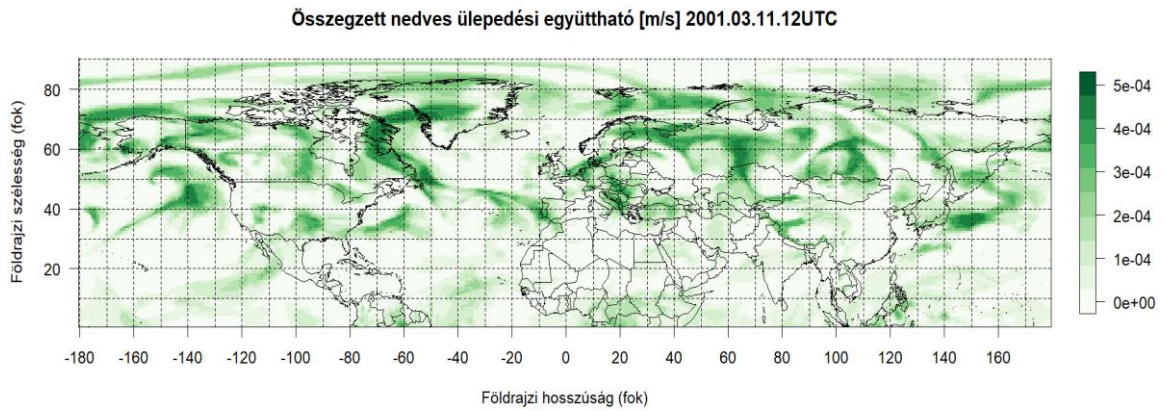 Összegzett nedves ülepedési együttható [m/s] 2001.03.11.12UTC
Földrajzi szélesség (fok)
80
60
40
20
5e-04
4e-04
3e-04
2e-04
1e-04
0e+00
-180 -160 -140 -120 -100 -80 -60 -40 -20 0 20 40 60 80 100 120 140 160
Földrajzi hosszúság (fok)